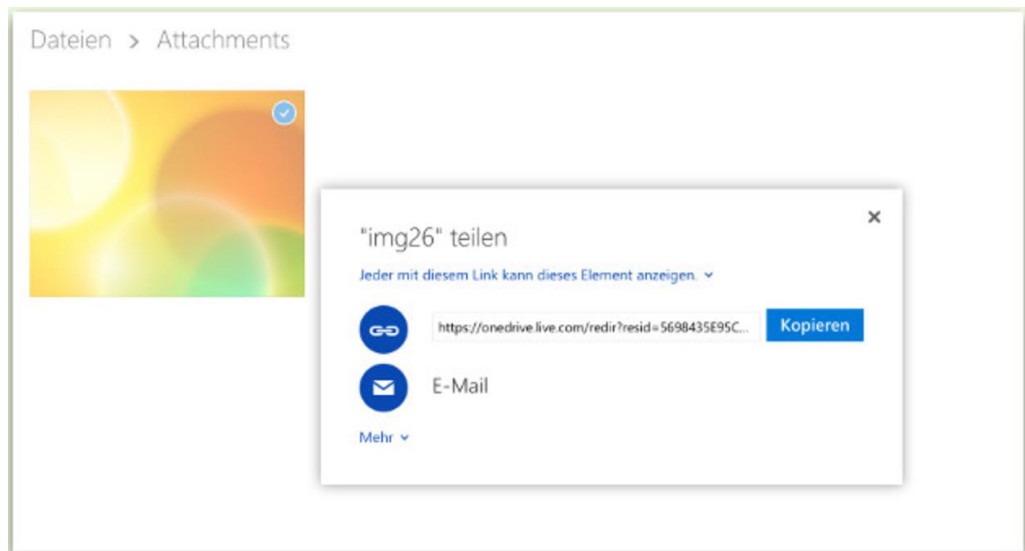 Dateien > Attachments
"img26" teilen
Jeder mit diesem Link kann dieses Element anzeigen.
https://onedrive.live.com/redir?resid=5698435E95C...
Kopieren
E-Mail
Mehr